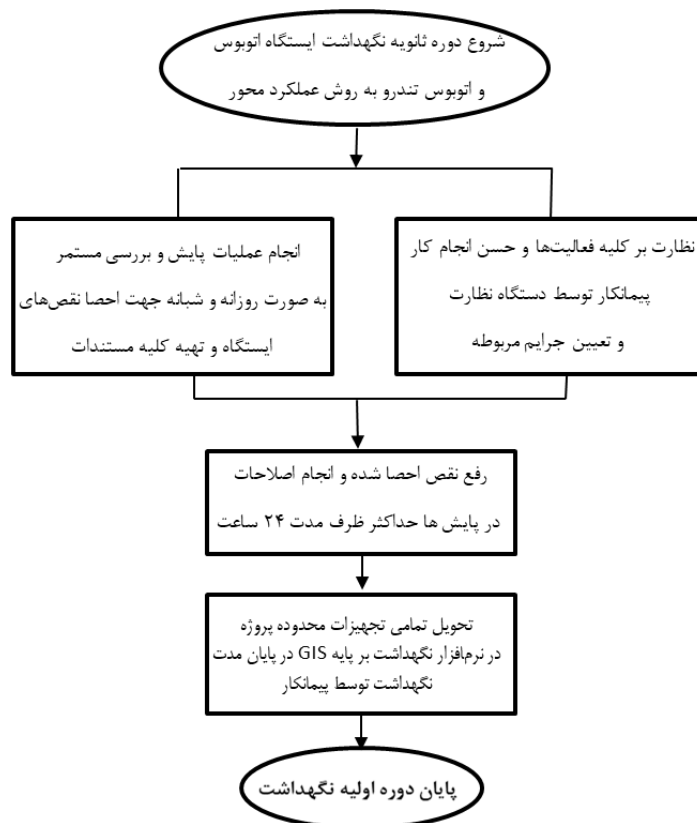 شروع دوره ثانویه نگهداشت ایستگاه اتوبوس
و اتوبوس تندرو به روش عملکرد محور
نظارت بر کلیه فعالیت‌ها و حسن انجام کار
پیمانکار توسط دستگاه نظارت
و تعیین جرایم مربوطه
انجام عملیات پایش و بررسی مستمر
به صورت روزانه و شبانه جهت احصا نقص‌های
ایستگاه و تهیه کلیه مستندات
رفع نقص احصا شده و انجام اصلاحات
در پایش ها حداکثر ظرف مدت ۲۴ ساعت
تحویل تمامی تجهیزات محدوده پروژه
در نرم‌افزار نگهداشت بر پایه GIS در پایان مدت
نگهداشت توسط پیمانکار
پایان دوره اولیه نگهداشت